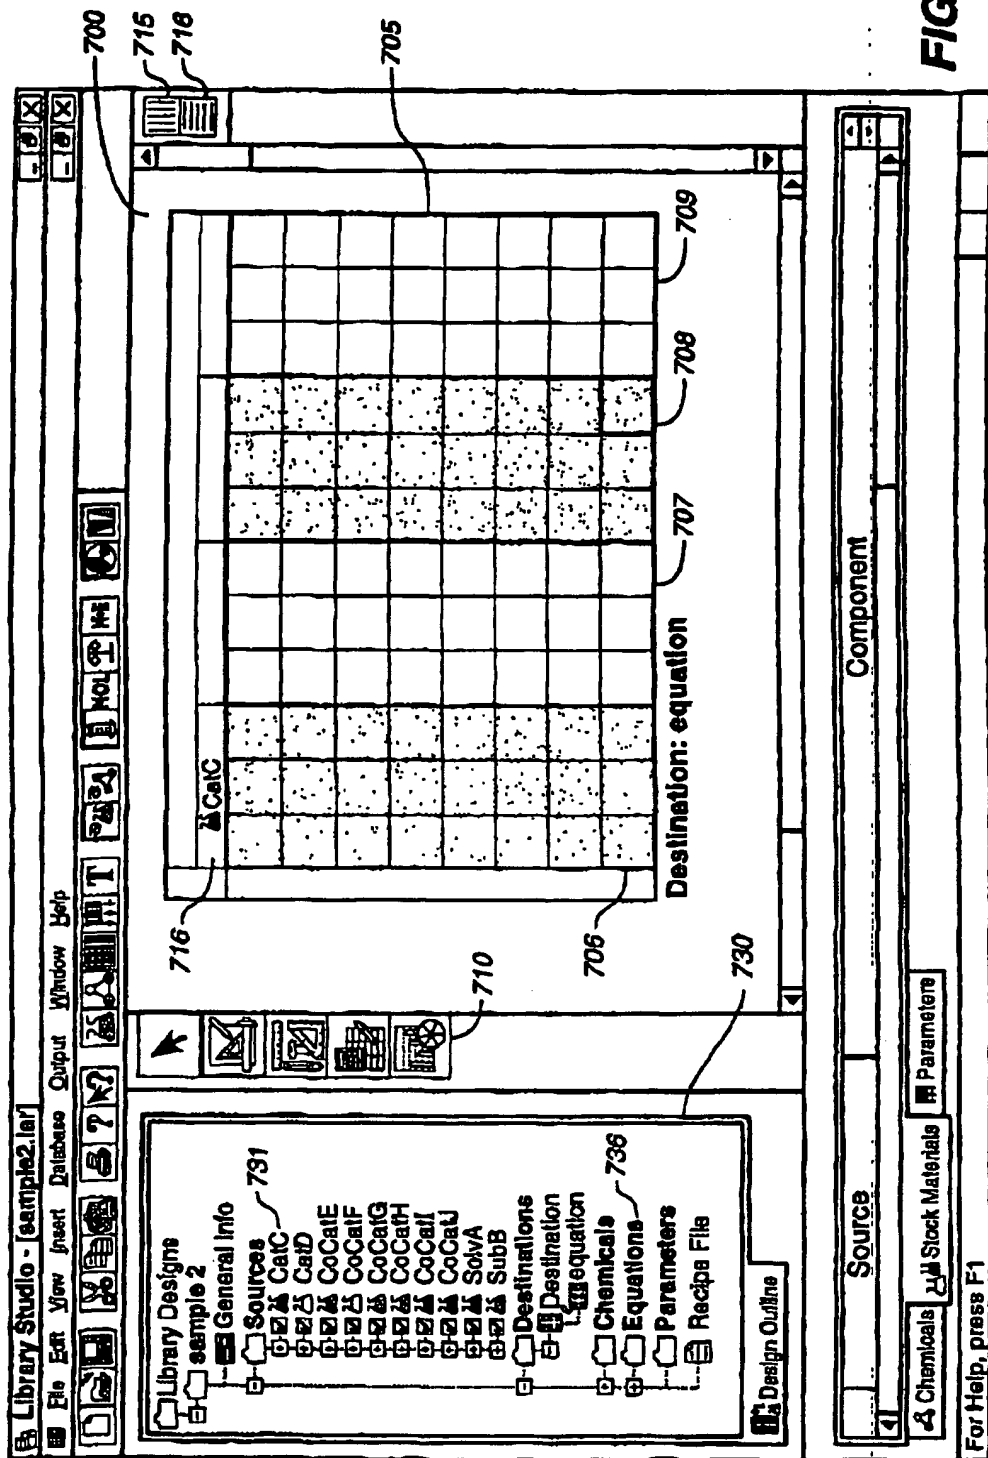 Library Studio - [sample2.lar]
File Edit View Insert Database Output Window Help
T
MOL
700
715
718
705
Library Designs
sample 2
General Info
Sources
731
CatC
CatD
CoCatE
CoCatF
CoCatG
CoCatH
CoCatI
CoCatJ
SolvA
SubB
Destinations
Destination
equation
Chemicals
Equations
736
Parameters
Recipe File
Design Outline
730
710
716
CatC
706
707
708
709
Destination: equation
Source
Component
Chemicals
Stock Materials
Parameters
For Help, press F1
FIG